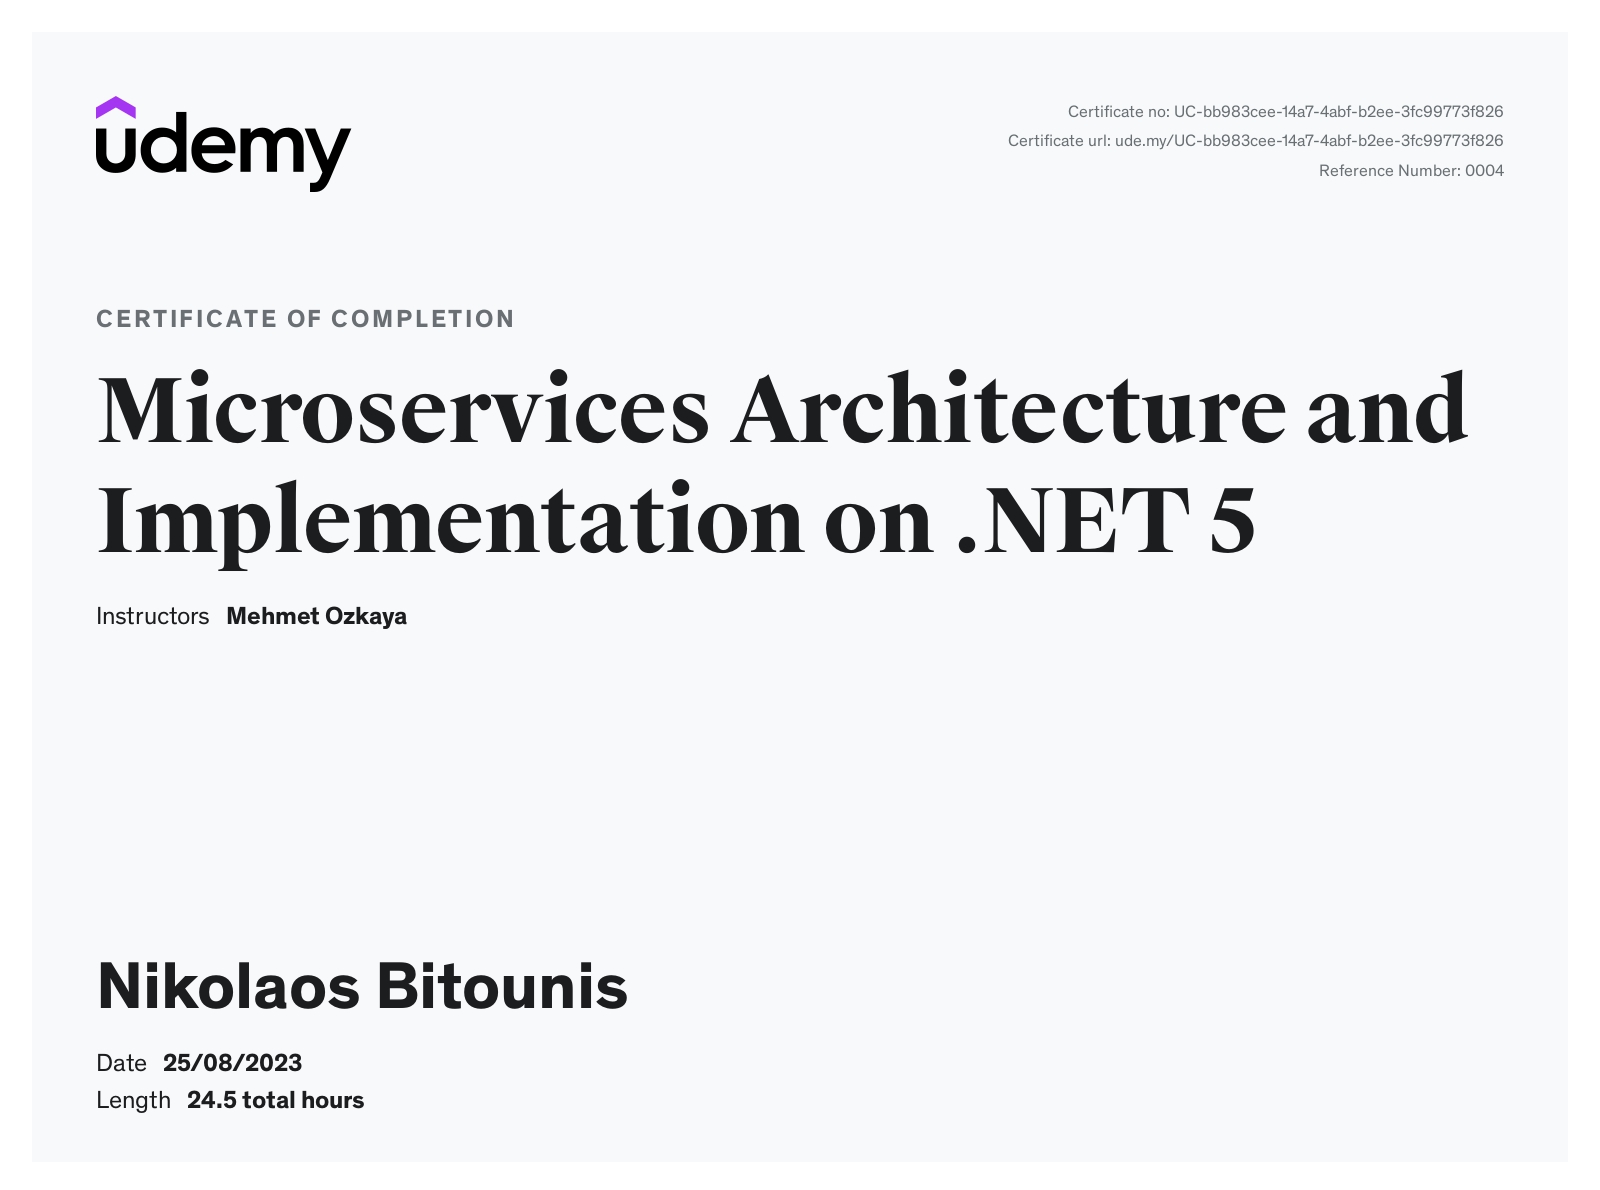 udemy
Certificate no: UC-bb983cee-14a7-4abf-b2ee-3fc99773f826
Certificate url: ude.my/UC-bb983cee-14a7-4abf-b2ee-3fc99773f826
Reference Number: 0004
CERTIFICATE OF COMPLETION
Microservices Architecture and
Implementation on .NET 5
Instructors Mehmet Ozkaya
Nikolaos Bitounis
Date 25/08/2023
Length 24.5 total hours